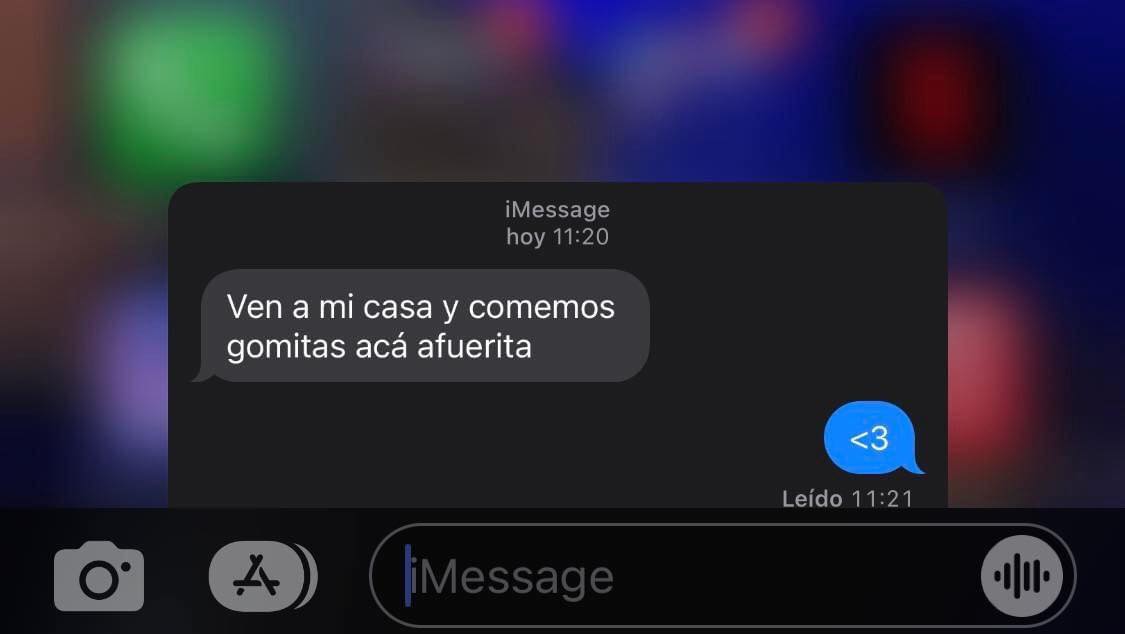 iMessage
hoy 11:20
Ven a mi casa y comemos
gomitas acá afuerita
<3
Leído 11:21
iMessage